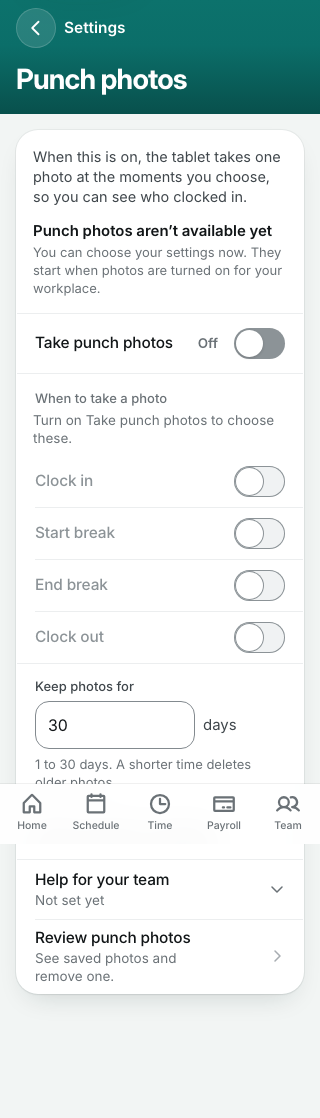 Settings
Punch photos
When this is on, the tablet takes one
photo at the moments you choose,
so you can see who clocked in.
Punch photos aren’t available yet
You can choose your settings now. They
start when photos are turned on for your
workplace.
Take punch photos
Off
When to take a photo
Turn on Take punch photos to choose
these.
Clock in
Start break
End break
Clock out
Keep photos for
30
days
1 to 30 days. A shorter time deletes
older photos
Home
Schedule
Time
Payroll
Team
Help for your team
Not set yet
Review punch photos
See saved photos and
remove one.